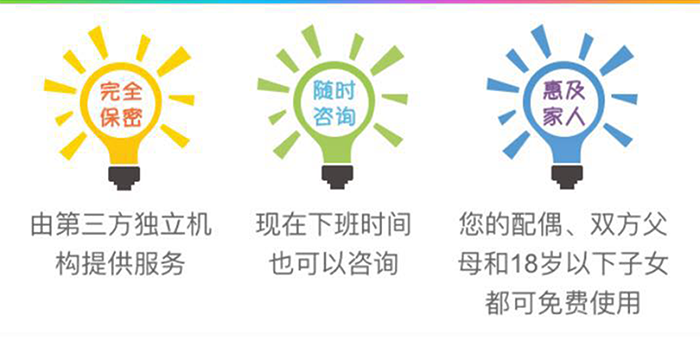 完全
保密
随时
咨询
惠及
家人
由第三方独立机
构提供服务
现在下班时间
也可以咨询
您的配偶、双方父
母和18岁以下子女
都可免费使用